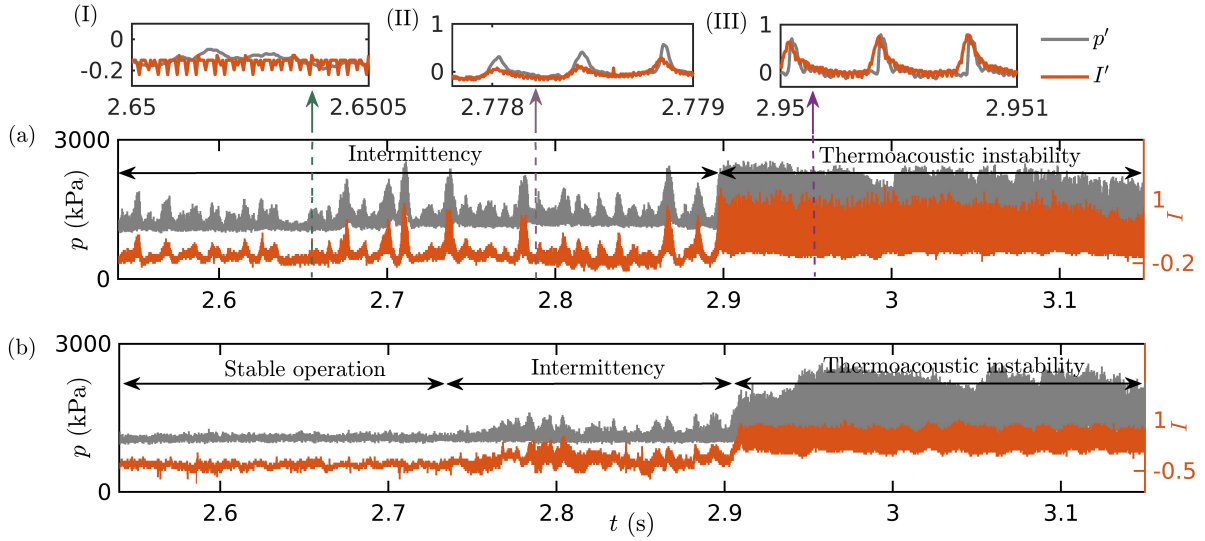 (I)
(II)
(III)
0
-0.2
2.65
2.6505
1
0
2.778
2.779
1
0
2.95
2.951
p′
I′
(a)
3000
p (kPa)
0
Intermittency
Thermoacoustic instability
1
I
-0.2
2.6
2.7
2.8
2.9
3
3.1
(b)
3000
p (kPa)
0
Stable operation
Intermittency
Thermoacoustic instability
1
I
-0.5
2.6
2.7
2.8
2.9
3
3.1
t (s)